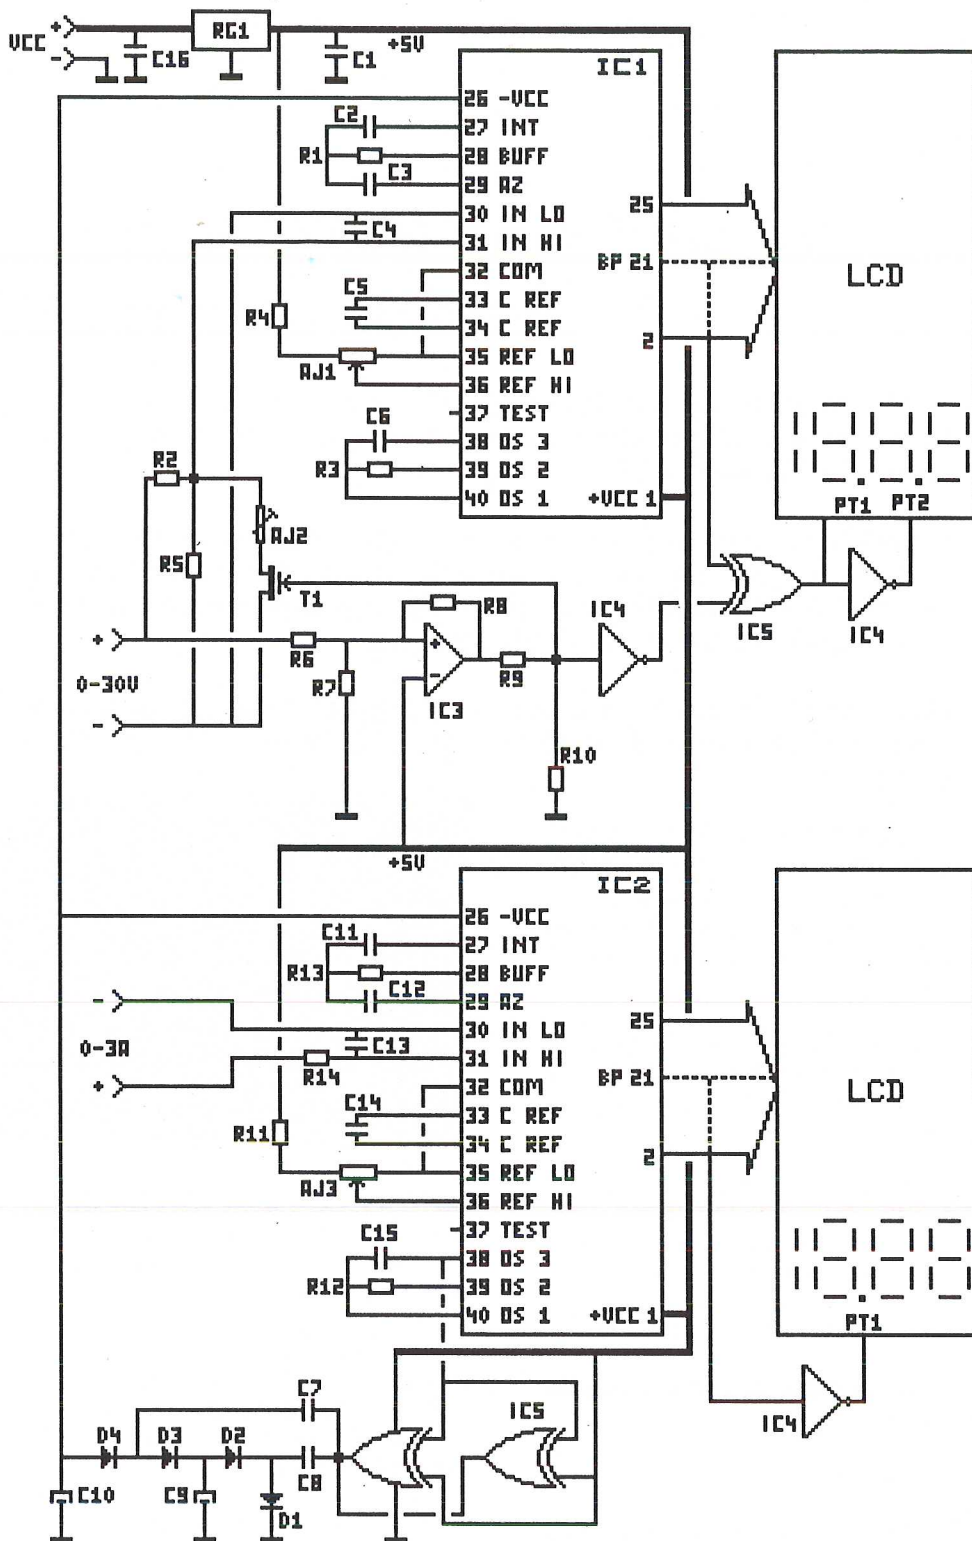 +
VCC
-
RG1
C16
+5V
C1
IC1
26 -VCC
27 INT
28 BUFF
29 AZ
30 IN LO
31 IN HI
32 COM
33 C REF
34 C REF
35 REF LO
36 REF HI
37 TEST
38 OS 3
39 OS 2
40 OS 1
+VCC 1
25
BP 21
2
C2
R1
C3
C4
C5
R4
AJ1
C6
R3
LCD
PT1 PT2
R2
AJ2
R5
T1
R8
IC4
IC5
IC4
+
0-30V
-
R6
R7
+
-
IC3
R9
R10
+5V
IC2
26 -VCC
27 INT
28 BUFF
29 AZ
30 IN LO
31 IN HI
32 COM
33 C REF
34 C REF
35 REF LO
36 REF HI
37 TEST
38 OS 3
39 OS 2
40 OS 1
+VCC 1
25
BP 21
2
C11
R13
C12
-
0-3A
+
C13
R14
C14
R11
AJ3
C15
R12
LCD
PT1
IC4
C7
IC5
D4
D3
D2
C8
C10
C9
D1